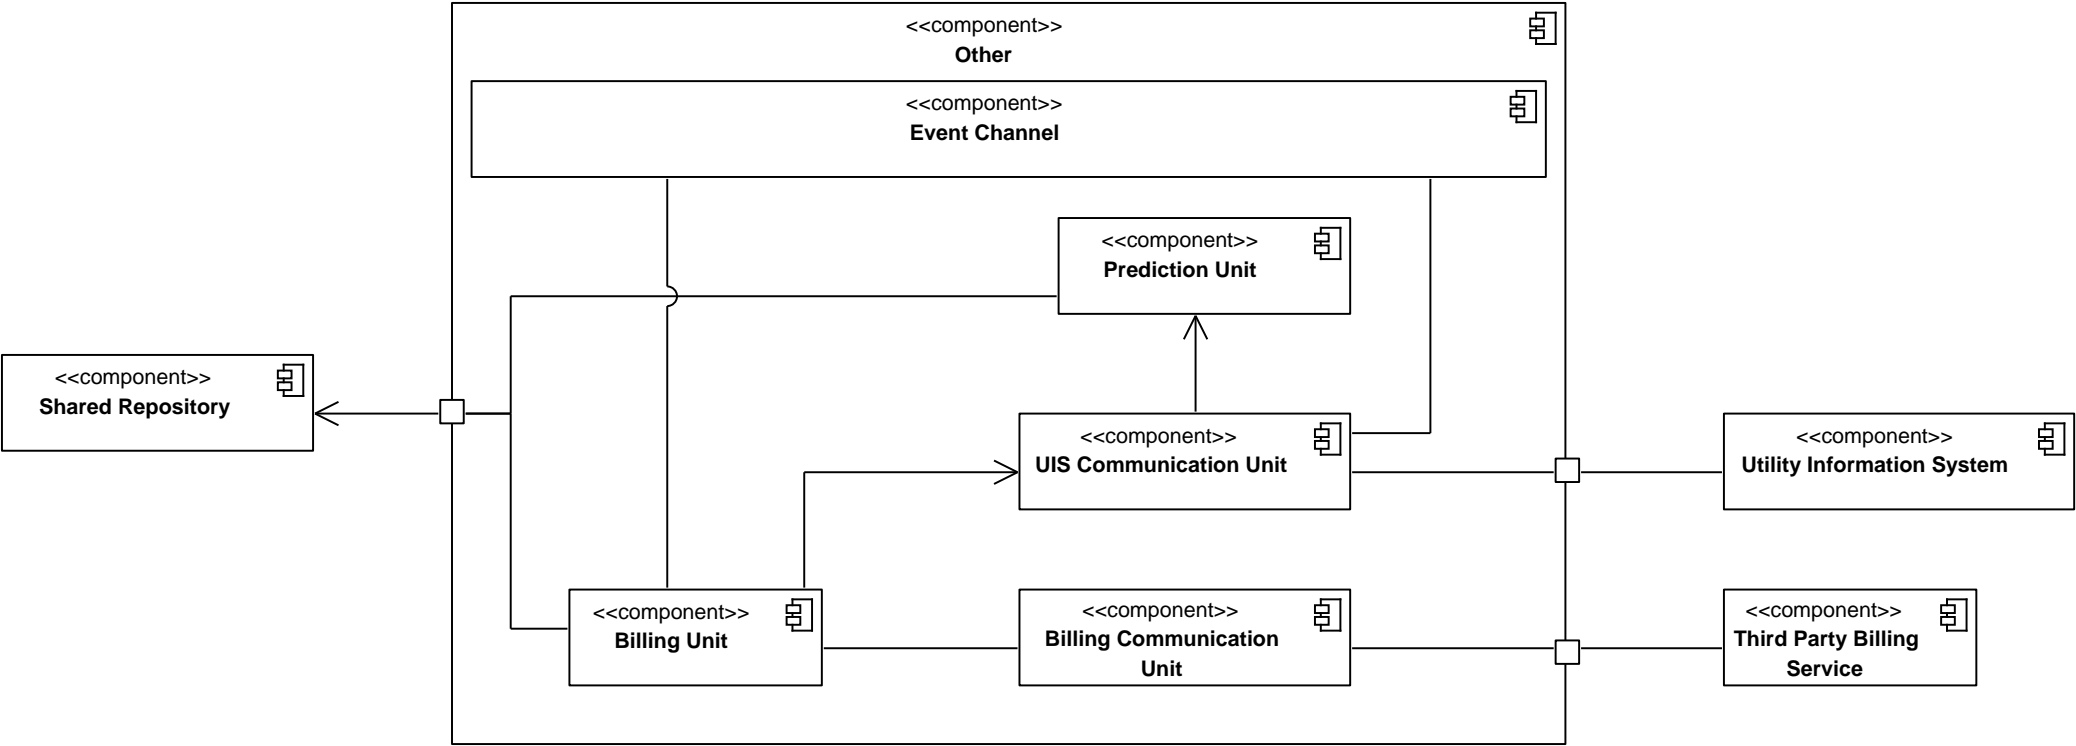 <<component>>
Other
<<component>>
Event Channel
<<component>>
Prediction Unit
<<component>>
Shared Repository
<<component>>
UIS Communication Unit
<<component>>
Utility Information System
<<component>>
Billing Unit
<<component>>
Billing Communication
Unit
<<component>>
Third Party Billing
Service